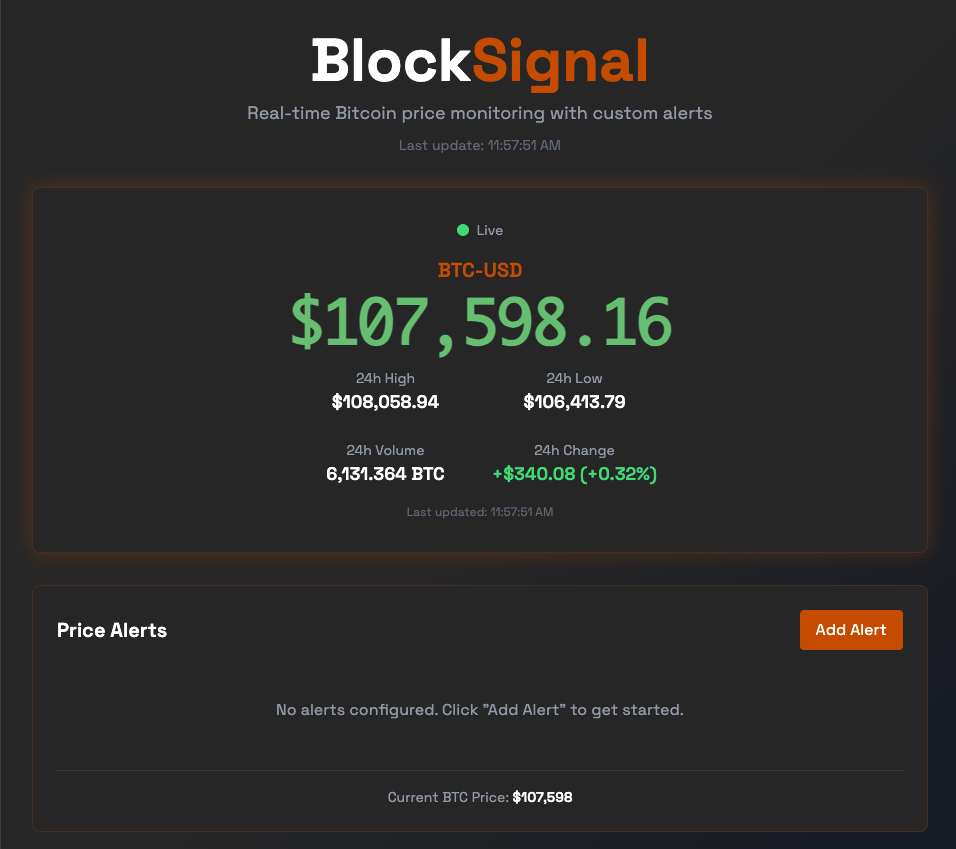 BlockSignal
Real-time Bitcoin price monitoring with custom alerts
Last update: 11:57:51 AM
Live
BTC-USD
$107,598.16
24h High 24h Low
$108,058.94 $106,413.79
24h Volume 24h Change
6,131.364 BTC +$340.08 (+0.32%)
Last updated: 11:57:51 AM
Price Alerts Add Alert
No alerts configured. Click "Add Alert" to get started.
Current BTC Price: $107,598